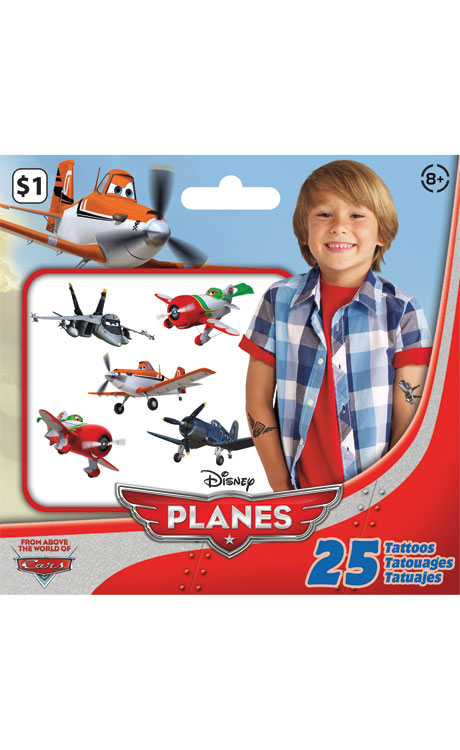 $1
8+
Disney
PLANES
FROM ABOVE
THE WORLD OF
Cars
25 Tattoos
Tatouages
Tatuajes